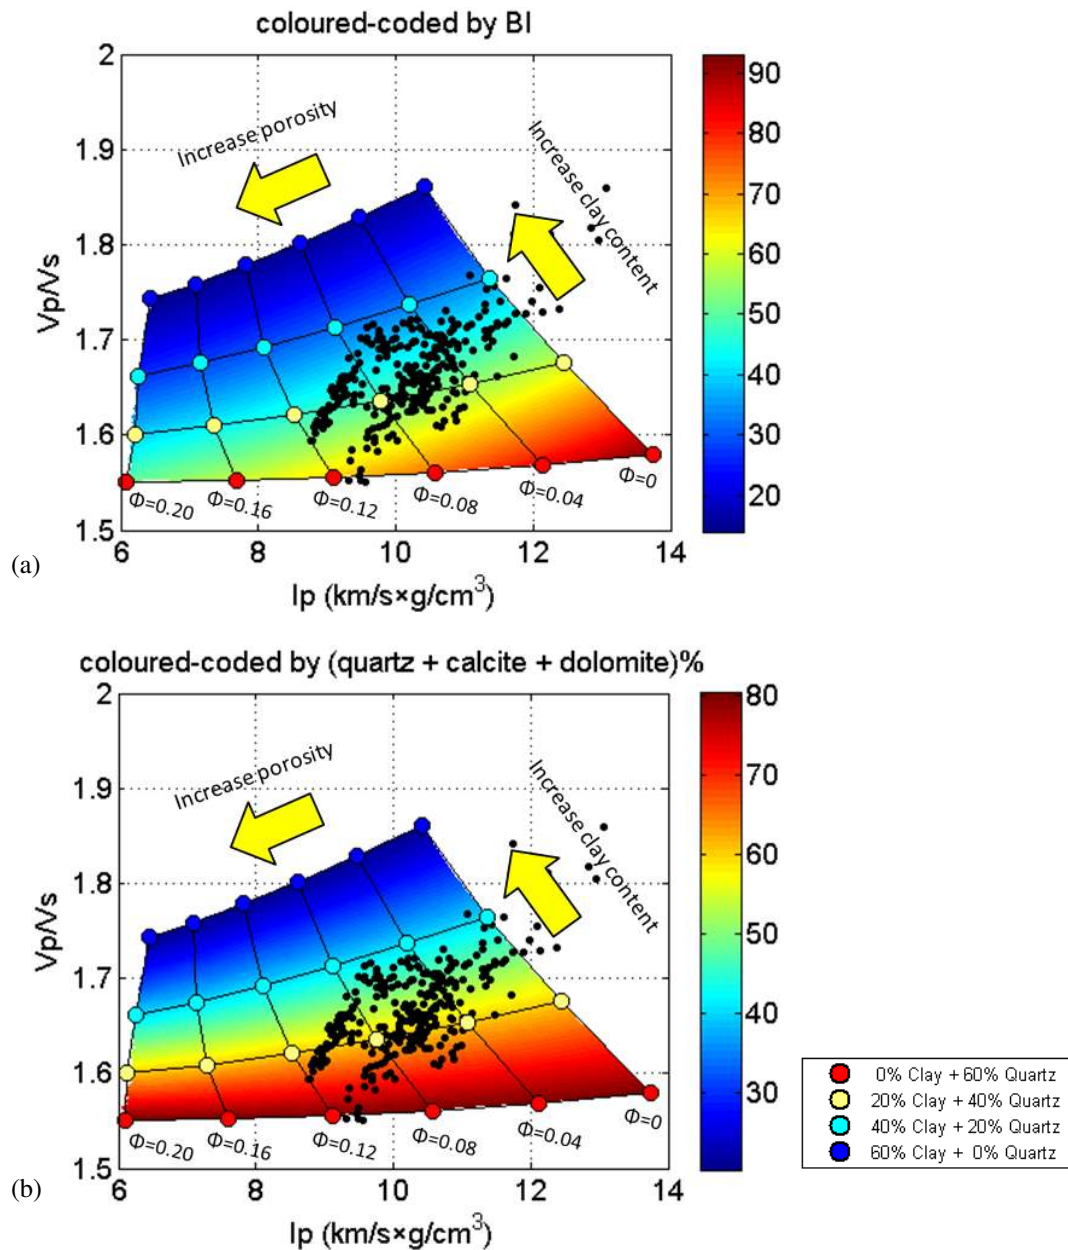 coloured-coded by BI
2
1.9
1.8
1.7
1.6
1.5
Vp/Vs
Increase porosity
Increase clay content
Φ=0.20
Φ=0.16
Φ=0.12
Φ=0.08
Φ=0.04
Φ=0
6
8
10
12
14
Ip (km/s×g/cm³)
90
80
70
60
50
40
30
20
(a)
coloured-coded by (quartz + calcite + dolomite)%
2
1.9
1.8
1.7
1.6
1.5
Vp/Vs
Increase porosity
Increase clay content
Φ=0.20
Φ=0.16
Φ=0.12
Φ=0.08
Φ=0.04
Φ=0
6
8
10
12
14
Ip (km/s×g/cm³)
80
70
60
50
40
30
0% Clay + 60% Quartz
20% Clay + 40% Quartz
40% Clay + 20% Quartz
60% Clay + 0% Quartz
(b)